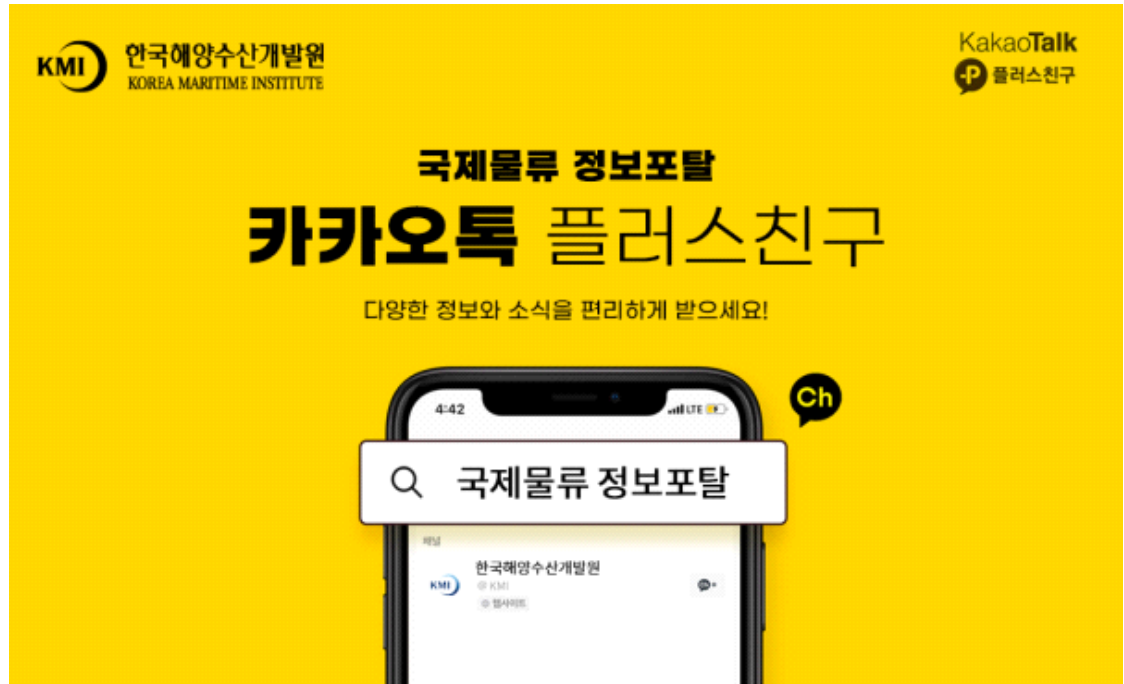 KMI 한국해양수산개발원
KOREA MARITIME INSTITUTE
KakaoTalk
P 플러스친구
국제물류 정보포탈
카카오톡 플러스친구
다양한 정보와 소식을 편리하게 받으세요!
4:42
LTE
Ch
국제물류 정보포탈
채널
한국해양수산개발원
KMI
@ KMI
웹사이트